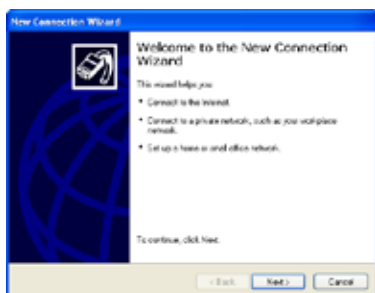 New Connection Wizard
Welcome to the New Connection
Wizard
This wizard helps you:
* Connect to the Internet.
* Connect to a private network, such as your workplace
network.
* Set up a home or small office network.
To continue, click Next.
< Back
Next >
Cancel